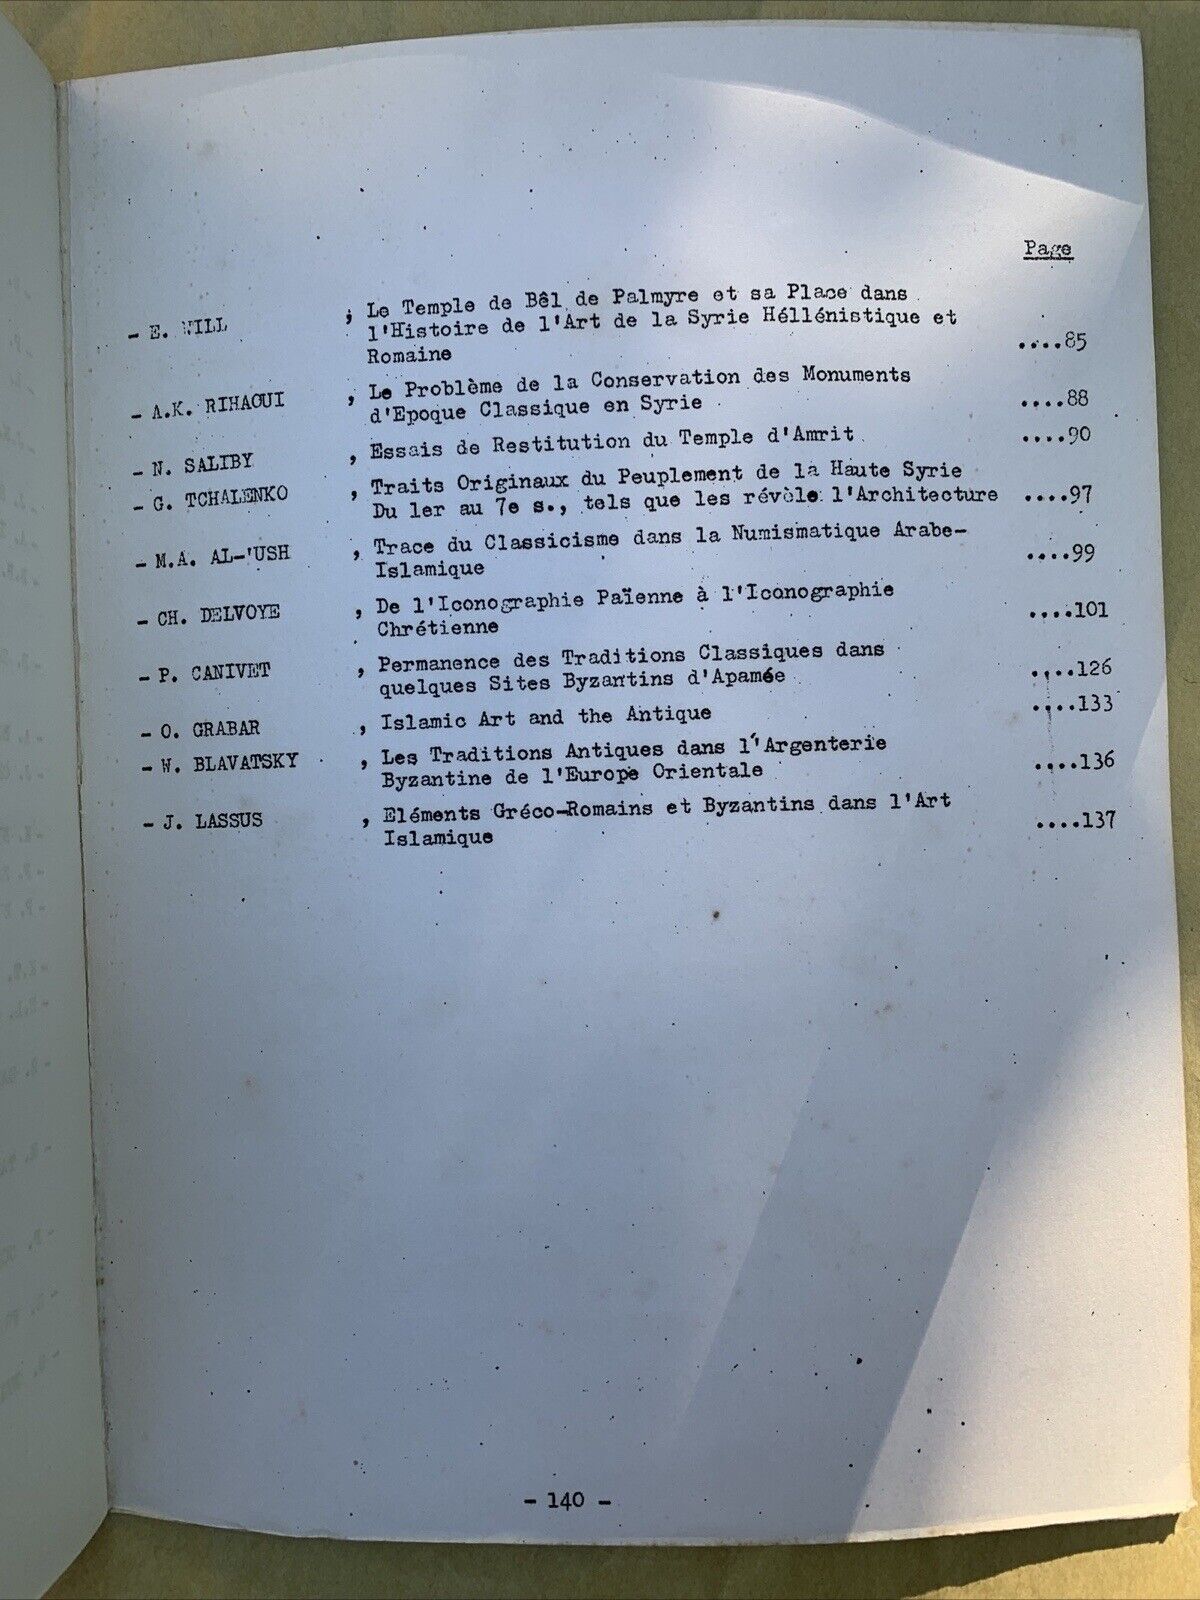 Page
- E. WILL , Le Temple de Bêl de Palmyre et sa Place dans
l'Histoire de l'Art de la Syrie Héllénistique et
Romaine ....85
- A.K. RIHAOUI , Le Problème de la Conservation des Monuments
d'Epoque Classique en Syrie ....88
- N. SALIBY , Essais de Restitution du Temple d'Amrit ....90
- G. TCHALENKO , Traits Originaux du Peuplement de la Haute Syrie
Du 1er au 7e s., tels que les révèle l'Architecture ....97
- M.A. AL-'USH , Trace du Classicisme dans la Numismatique Arabe-
Islamique ....99
- CH. DELVOYE , De l'Iconographie Païenne à l'Iconographie
Chrétienne ....101
- P. CANIVET , Permanence des Traditions Classiques dans
quelques Sites Byzantins d'Apamée ....126
- O. GRABAR , Islamic Art and the Antique ....133
- W. BLAVATSKY , Les Traditions Antiques dans l'Argenterie
Byzantine de l'Europe Orientale ....136
- J. LASSUS , Eléments Gréco-Romains et Byzantins dans l'Art
Islamique ....137
- 140 -